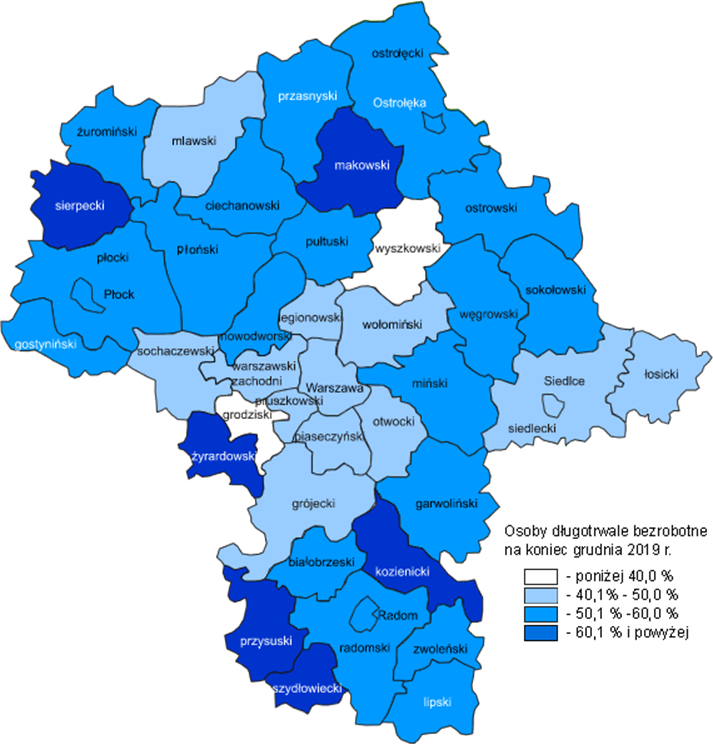 ostrołęcki
przasnyski
Ostrołęka
żuromiński
mlawski
makowski
sierpecki
ciechanowski
ostrowski
pułtuski
wyszkowski
płocki
płoński
Płock
sokołowski
węgrowski
legionowski
wołomiński
nowodworski
gostyniński
sochaczewski
warszawski
zachodni
Siedlce
łosicki
miński
Warszawa
pruszkowski
grodziski
otwocki
siedlecki
piaseczyński
żyrardowski
grójecki
garwoliński
Osoby długotrwale bezrobotne
na koniec grudnia 2019 r.
- poniżej 40,0 %
- 40,1% - 50,0%
- 50,1 % -60,0%
- 60,1 % i powyżej
białobrzeski
kozienicki
Radom
przysuski
radomski
zwoleński
szydłowiecki
lipski